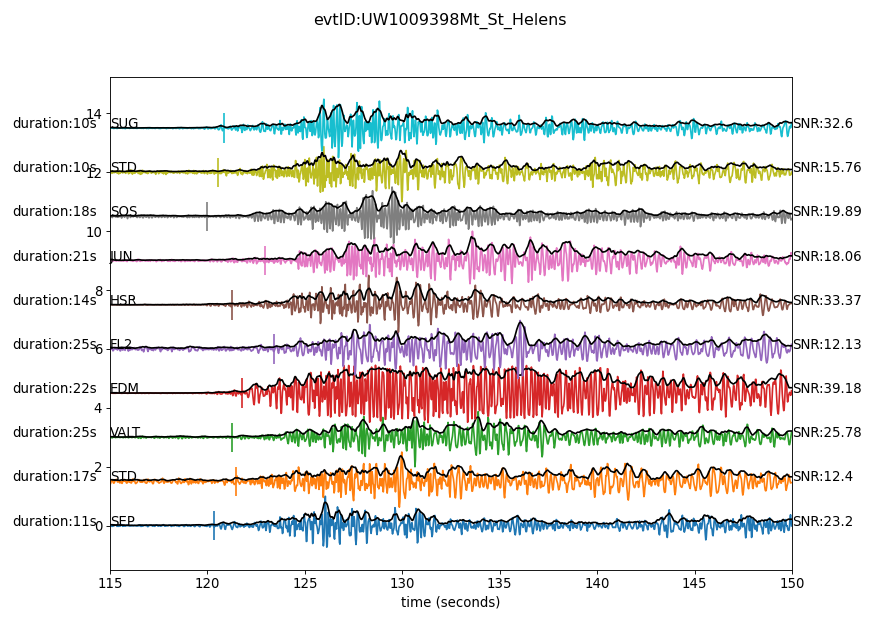 evtID:UW1009398Mt_St_Helens
14
duration:10s SUG SNR:32.6
duration:10s STD SNR:15.76
12
duration:18s SOS SNR:19.89
10
duration:21s JUN SNR:18.06
8
duration:14s HSR SNR:33.37
duration:25s FL2 SNR:12.13
6
duration:22s EDM SNR:39.18
4
duration:25s VALT SNR:25.78
2
duration:17s STD SNR:12.4
duration:11s SEP SNR:23.2
0
115 120 125 130 135 140 145 150
time (seconds)